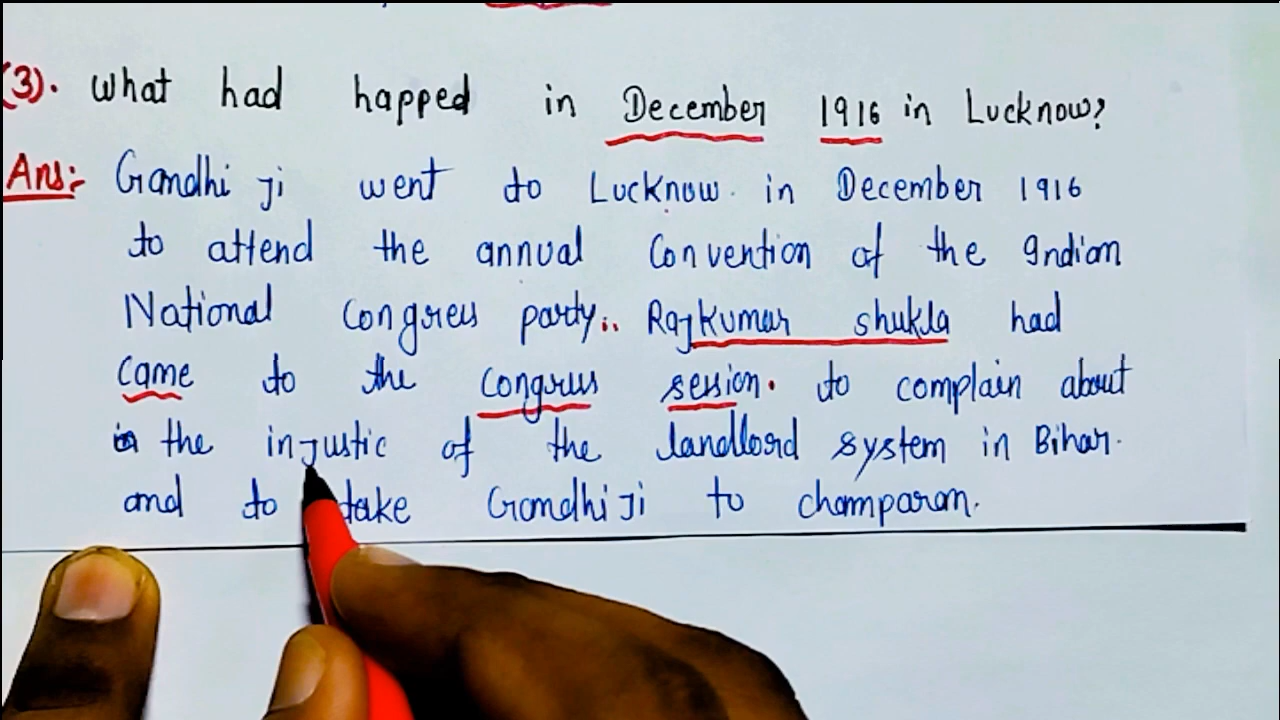 (3). What had happed in December 1916 in Lucknow?
Ans:- Gandhi ji went to Lucknow. in December 1916
to attend the annual Convention of the Indian
National Congress party. Rajkumar shukla had
came to the congress session. to complain about
the injustic of the landlord system in Bihar.
and to take Gandhi ji to champaran.